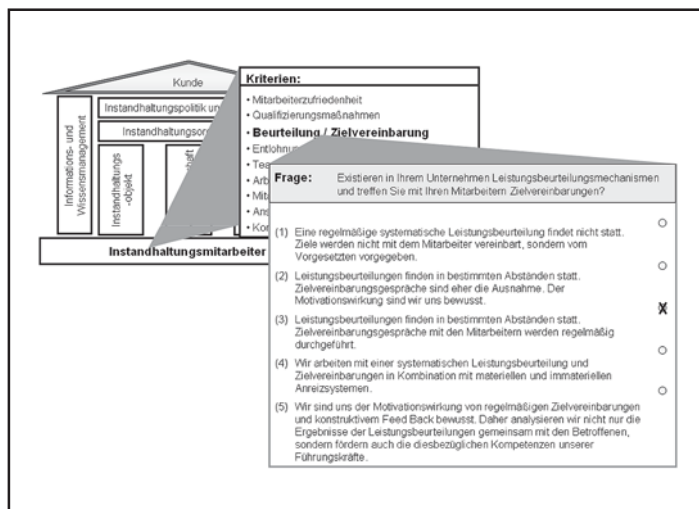 Kunde
Instandhaltungspolitik un
Instandhaltungsor
Informations- und
Wissensmanagement
Instandhaltungs
-objekt
Instandhaltungsmitarbeiter
Kriterien:
• Mitarbeiterzufriedenheit
• Qualifizierungsmaßnahmen
• Beurteilung / Zielvereinbarung
• Entlohnu
• Tea
• Arb
• Mita
• Ans
• Kor
Frage: Existieren in Ihrem Unternehmen Leistungsbeurteilungsmechanismen
und treffen Sie mit Ihren Mitarbeitern Zielvereinbarungen?
(1) Eine regelmäßige systematische Leistungsbeurteilung findet nicht statt.
Ziele werden nicht mit dem Mitarbeiter vereinbart, sondern vom
Vorgesetzten vorgegeben.
(2) Leistungsbeurteilungen finden in bestimmten Abständen statt.
Zielvereinbarungsgespräche sind eher die Ausnahme. Der
Motivationswirkung sind wir uns bewusst.
(3) Leistungsbeurteilungen finden in bestimmten Abständen statt.
Zielvereinbarungsgespräche mit den Mitarbeitern werden regelmäßig
durchgeführt.
(4) Wir arbeiten mit einer systematischen Leistungsbeurteilung und
Zielvereinbarungen in Kombination mit materiellen und immateriellen
Anreizsystemen.
(5) Wir sind uns der Motivationswirkung von regelmäßigen Zielvereinbarungen
und konstruktivem Feed Back bewusst. Daher analysieren wir nicht nur die
Ergebnisse der Leistungsbeurteilungen gemeinsam mit den Betroffenen,
sondern fördern auch die diesbezüglichen Kompetenzen unserer
Führungskräfte.